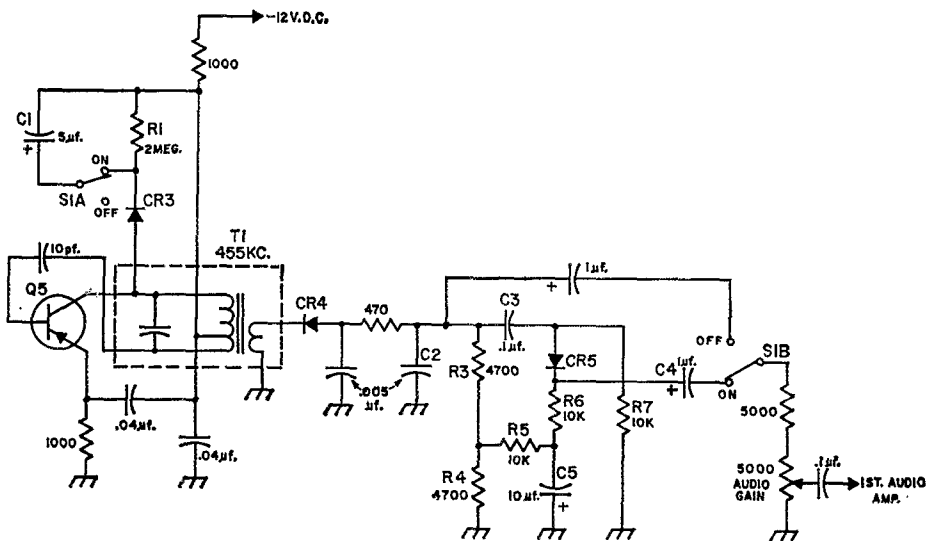 -12V.D.C.
1000
C1
5µf.
+
R1
2MEG.
ON
S1A
OFF
CR3
10pf.
T1
455KC.
Q5
CR4
470
.005
µf.
C2
1µf.
+
C3
.1µf.
R3
4700
CR5
R6
10K
R7
10K
R5
10K
R4
4700
C5
10µf.
+
C4
1µf.
+
OFF
S1B
ON
5000
5000
AUDIO
GAIN
.1µf.
1ST. AUDIO
AMP.
1000
.04µf.
.04µf.